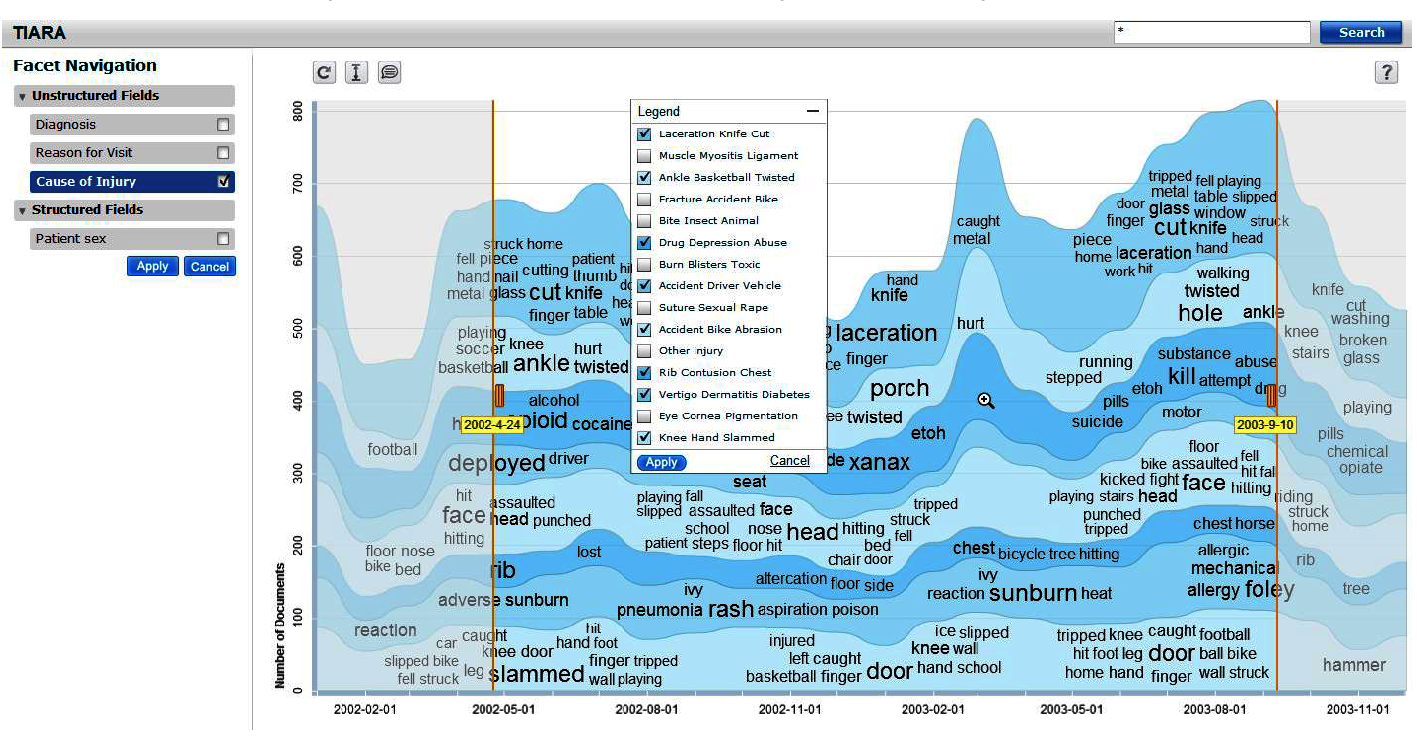 TIARA
*
Search
Facet Navigation
Unstructured Fields
Diagnosis
Reason for Visit
Cause of Injury
Structured Fields
Patient sex
Apply Cancel
?
Legend
Laceration Knife Cut
Muscle Myositis Ligament
Ankle Basketball Twisted
Fracture Accident Bike
Bite Insect Animal
Drug Depression Abuse
Burn Blisters Toxic
Accident Driver Vehicle
Suture Sexual Rape
Accident Bike Abrasion
Other Injury
Rib Contusion Chest
Vertigo Dermatitis Diabetes
Eye Cornea Pigmentation
Knee Hand Slammed
Apply Cancel
Number of Documents
800
700
600
500
400
300
200
100
0
struck home
fell piece patient
hand nail cutting thumb
metal glass cut knife
finger table
caught
metal
hand
knife
laceration
finger
tripped fell playing
metal table slipped
door glass window
finger cut knife struck
piece hand head
home laceration
work hit
knife
cut
washing
broken
glass
playing
soccer knee hurt
basketball ankle twisted
porch
twisted
hurt
running
stepped
walking
twisted
hole ankle
knee
stairs
playing
football
alcohol
opioid cocaine
2002-4-24
xanax
etoh
substance abuse
kill attempt drug
etoh
pills
suicide
2003-9-10
pills
chemical
opiate
deployed driver
seat
motor
hit assaulted
face head punched
hitting
playing fall
slipped assaulted face
school nose head hitting
patient steps floor hit
tripped
struck
fell
bed
chair door
floor
bike assaulted fell
kicked fight face hit fall
playing stairs head hitting
punched
tripped
riding
struck
home
floor nose
bike bed
rib
lost
altercation floor side
chest bicycle tree hitting
chest horse
rib
reaction
adverse sunburn
ivy
pneumonia rash aspiration poison
ivy
reaction sunburn heat
allergic
mechanical
allergy foley
tree
car caught
slipped bike
fell struck leg
knee door
slammed
hit
hand foot
finger tripped
wall playing
injured
left caught
basketball finger door
ice slipped
knee wall
hand school
tripped knee caught football
hit foot leg door ball bike
home hand finger wall struck
hammer
2002-02-01 2002-05-01 2002-08-01 2002-11-01 2003-02-01 2003-05-01 2003-08-01 2003-11-01